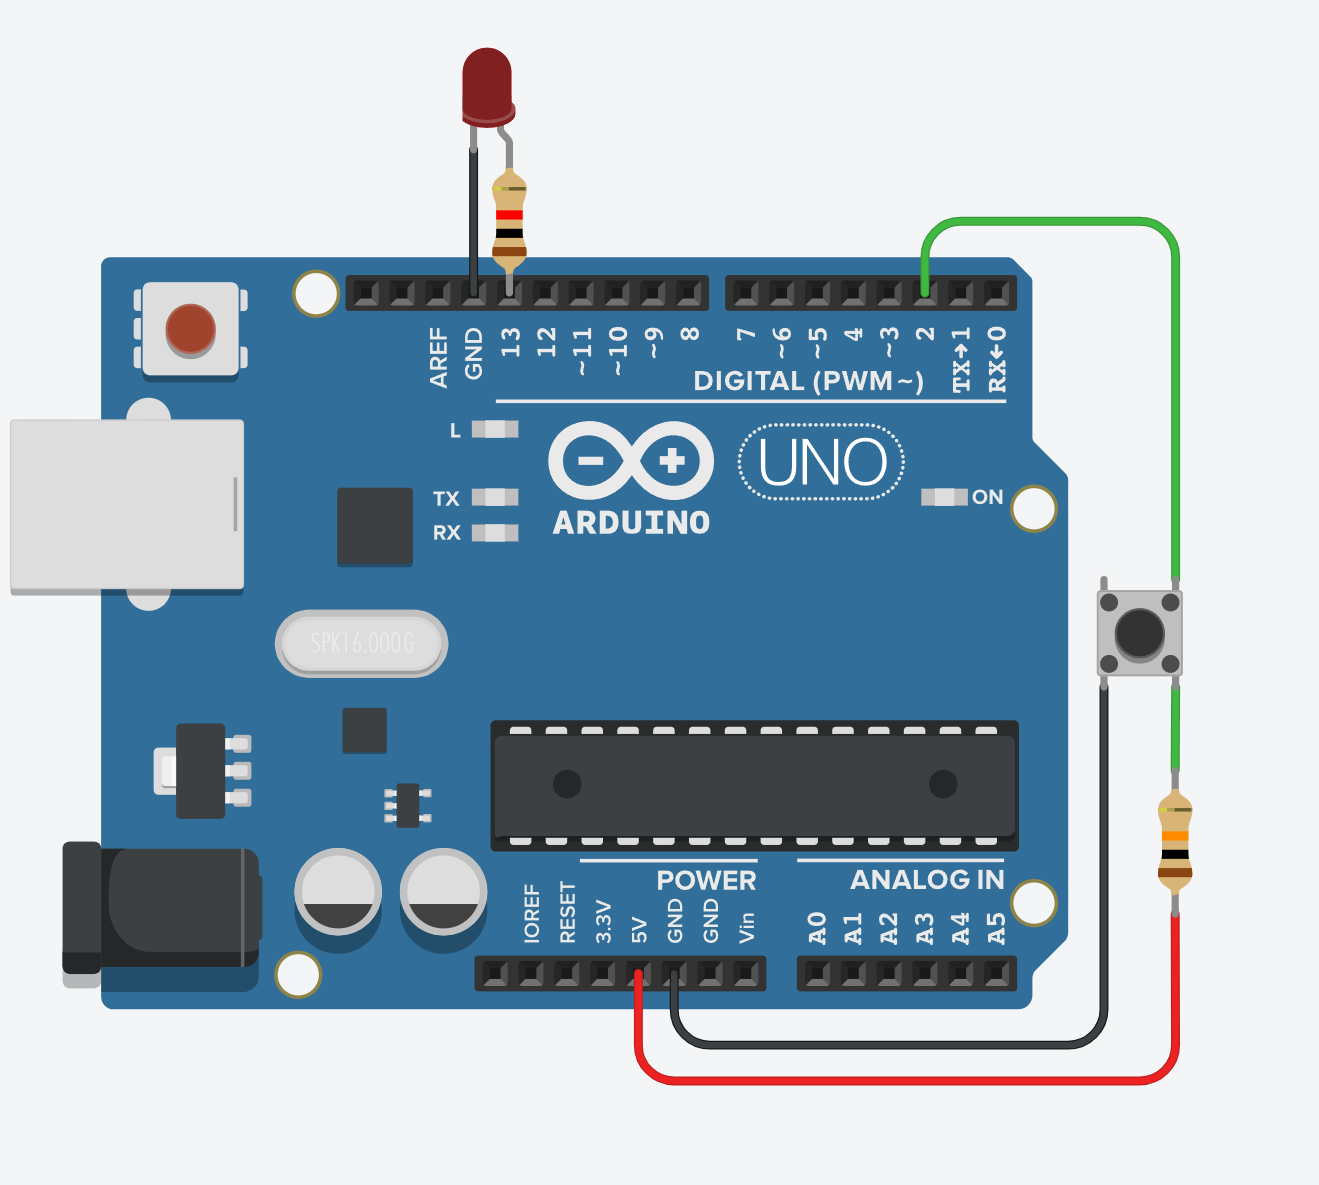 AREF
GND
13
12
~11
~10
~9
8
7
~6
~5
4
~3
2
TX→1
RX←0
DIGITAL (PWM~)
L
TX
RX
ARDUINO
UNO
ON
SPK16.000G
POWER
ANALOG IN
IOREF
RESET
3.3V
5V
GND
GND
Vin
A0
A1
A2
A3
A4
A5